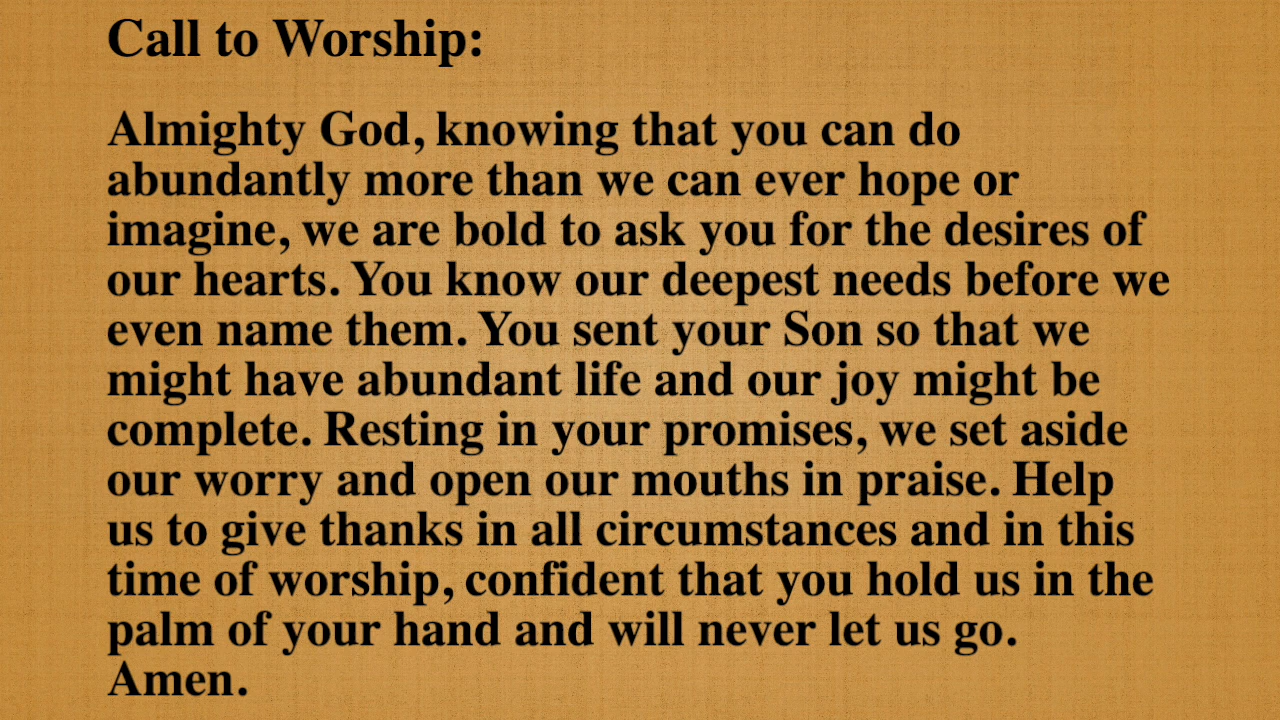 Call to Worship:
Almighty God, knowing that you can do
abundantly more than we can ever hope or
imagine, we are bold to ask you for the desires of
our hearts. You know our deepest needs before we
even name them. You sent your Son so that we
might have abundant life and our joy might be
complete. Resting in your promises, we set aside
our worry and open our mouths in praise. Help
us to give thanks in all circumstances and in this
time of worship, confident that you hold us in the
palm of your hand and will never let us go.
Amen.